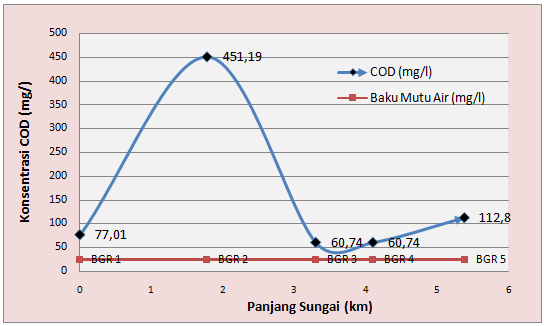 Konsentrasi COD (mg/l)
500
450
400
350
300
250
200
150
100
50
0
451,19
77,01
60,74
60,74
112,8
COD (mg/l)
Baku Mutu Air (mg/l)
BGR 1
BGR 2
BGR 3
BGR 4
BGR 5
0
1
2
3
4
5
6
Panjang Sungai (km)